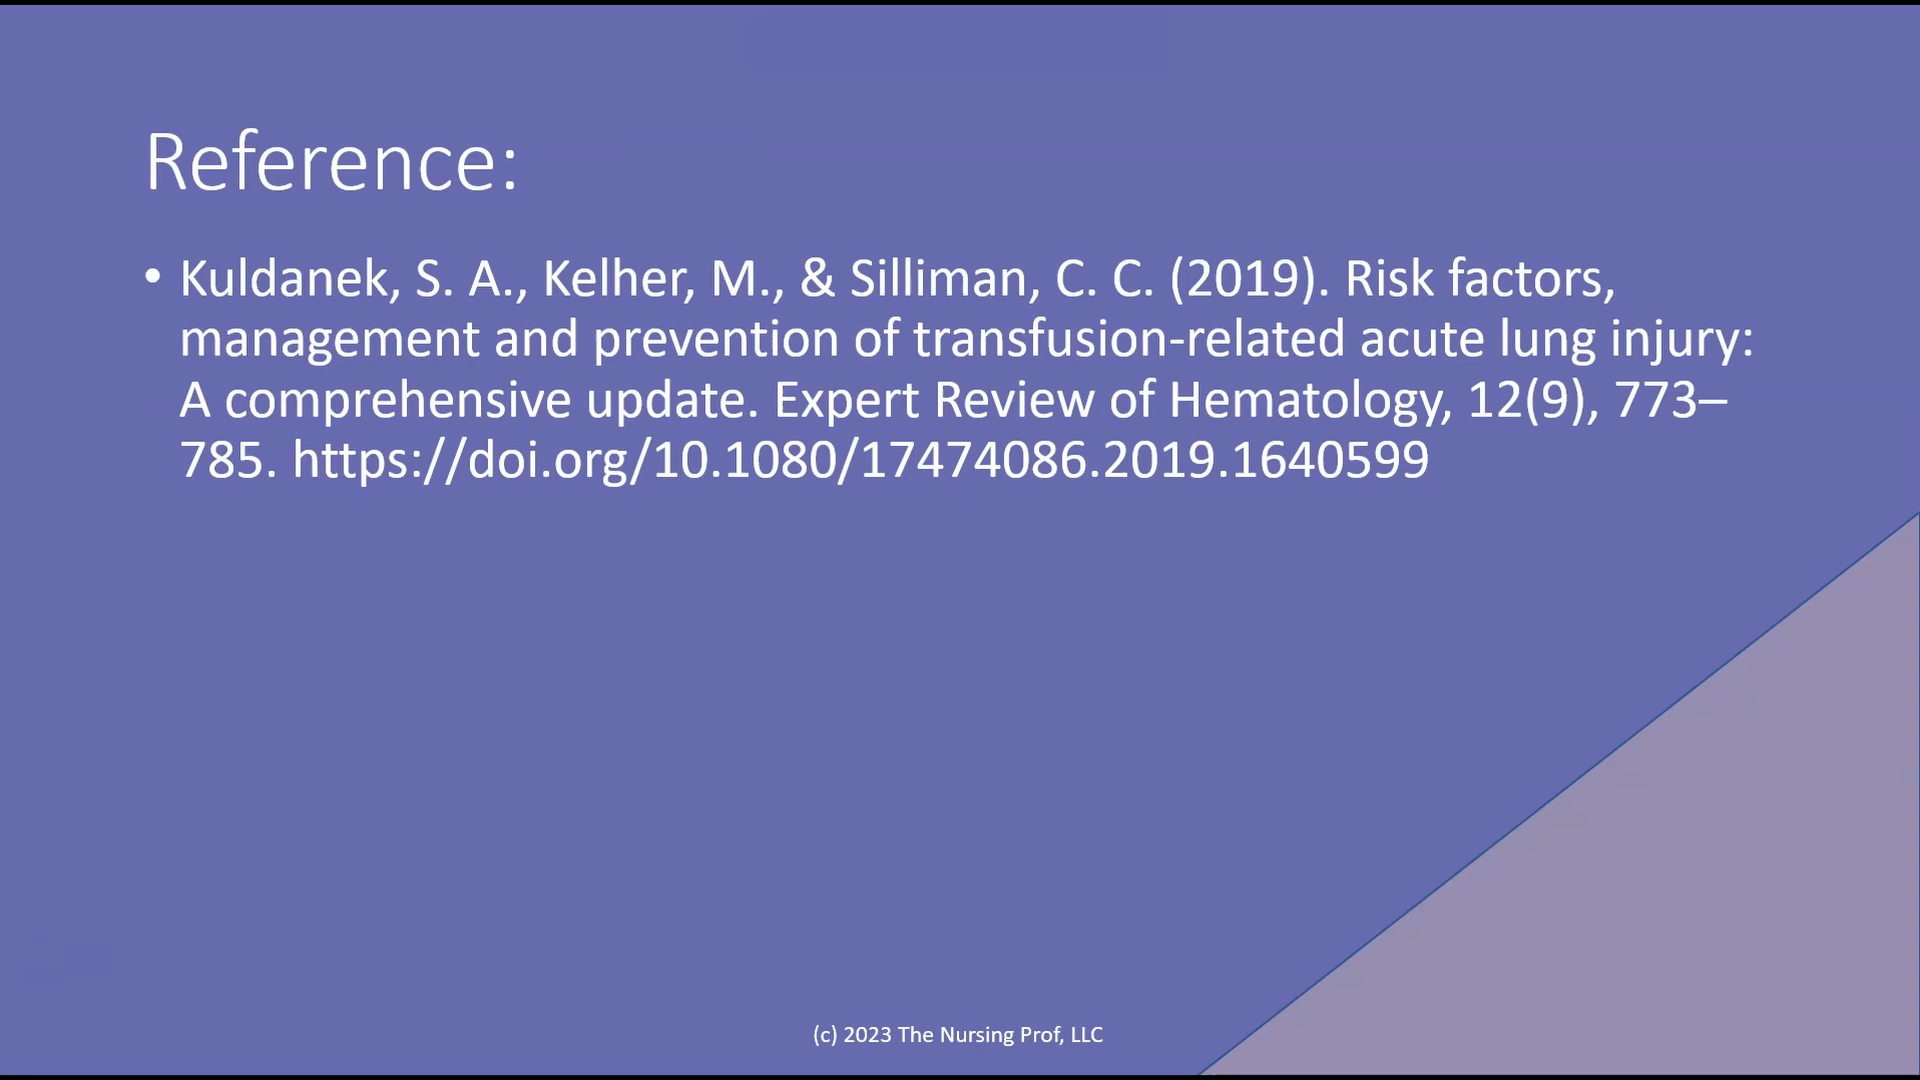 Reference:
• Kuldanek, S. A., Kelher, M., & Silliman, C. C. (2019). Risk factors,
management and prevention of transfusion-related acute lung injury:
A comprehensive update. Expert Review of Hematology, 12(9), 773–
785. https://doi.org/10.1080/17474086.2019.1640599
(c) 2023 The Nursing Prof, LLC